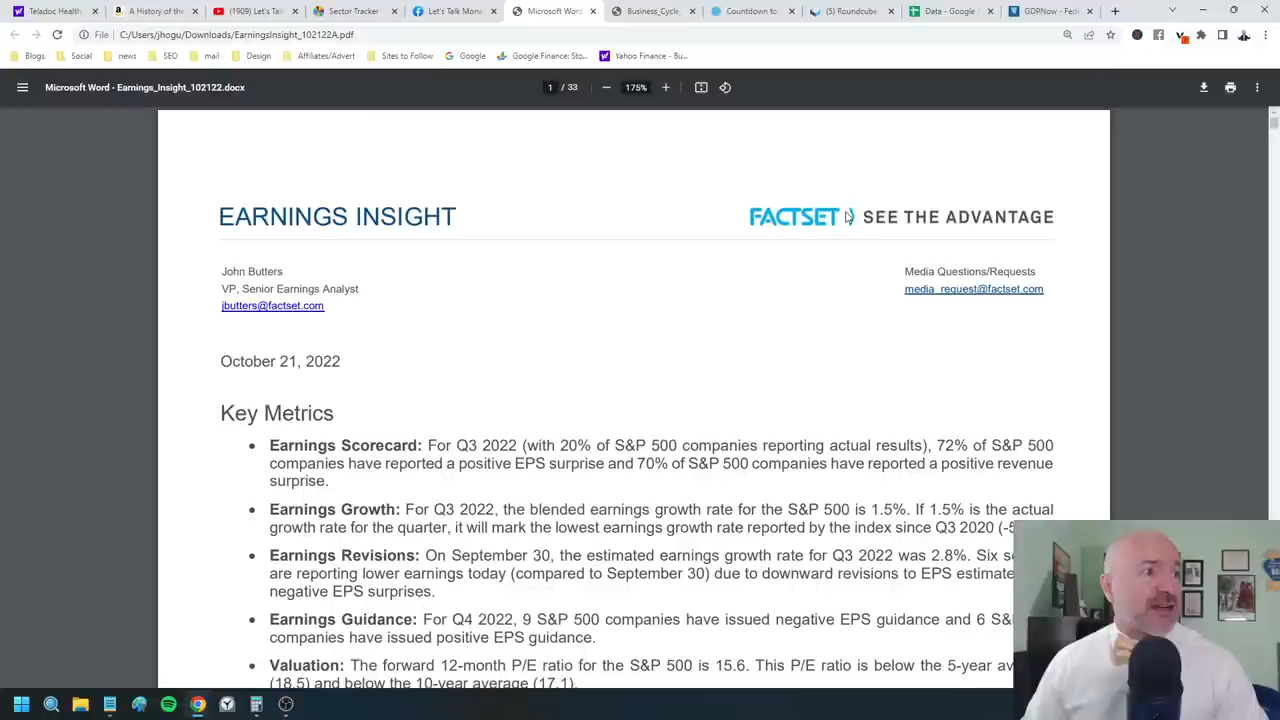 Teladoc Health
A History of the
(1909) Let's Talk
Sector Tracker
Let's Talk Mone
Microsoft Word
Business_Cycle_
Countdown to
(5) Roundcube
Data - Google
GDPNow - Fede
File
C:/Users/jhogu/Downloads/EarningsInsight_102122A.pdf
Blogs
Social
news
SEO
mail
Design
Affiliates/Advert
Sites to Follow
Google
Google Finance: Sto...
Yahoo Finance - Bu...
Microsoft Word - Earnings_Insight_102122.docx
1 / 33
175%
EARNINGS INSIGHT
FACTSET SEE THE ADVANTAGE
John Butters
VP, Senior Earnings Analyst
jbutters@factset.com
Media Questions/Requests
media_request@factset.com
October 21, 2022
Key Metrics
• Earnings Scorecard: For Q3 2022 (with 20% of S&P 500 companies reporting actual results), 72% of S&P 500
companies have reported a positive EPS surprise and 70% of S&P 500 companies have reported a positive revenue
surprise.
• Earnings Growth: For Q3 2022, the blended earnings growth rate for the S&P 500 is 1.5%. If 1.5% is the actual
growth rate for the quarter, it will mark the lowest earnings growth rate reported by the index since Q3 2020
• Earnings Revisions: On September 30, the estimated earnings growth rate for Q3 2022 was 2.8%. Six
are reporting lower earnings today (compared to September 30) due to downward revisions to EPS
negative EPS surprises.
• Earnings Guidance: For Q4 2022, 9 S&P 500 companies have issued negative EPS guidance and 6
companies have issued positive EPS guidance.
• Valuation: The forward 12-month P/E ratio for the S&P 500 is 15.6. This P/E ratio is below the 5-year
(18.5) and below the 10-year average (17.1).